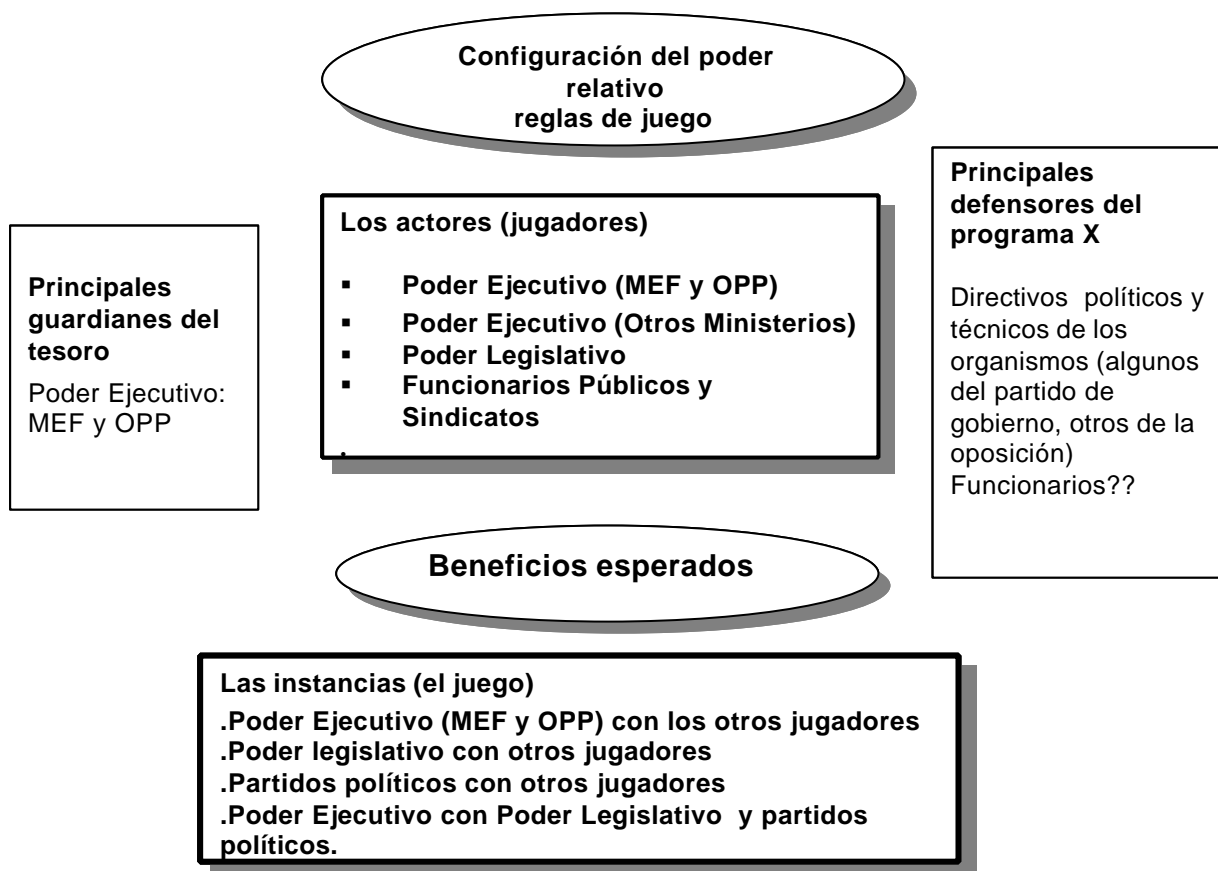 Configuración del poder
relativo
reglas de juego
Principales
guardianes del
tesoro
Poder Ejecutivo:
MEF y OPP
Los actores (jugadores)
▪ Poder Ejecutivo (MEF y OPP)
▪ Poder Ejecutivo (Otros Ministerios)
▪ Poder Legislativo
▪ Funcionarios Públicos y
Sindicatos
.
Principales
defensores del
programa X
Directivos políticos y
técnicos de los
organismos (algunos
del partido de
gobierno, otros de la
oposición)
Funcionarios??
Beneficios esperados
Las instancias (el juego)
.Poder Ejecutivo (MEF y OPP) con los otros jugadores
.Poder legislativo con otros jugadores
.Partidos políticos con otros jugadores
.Poder Ejecutivo con Poder Legislativo y partidos
políticos.